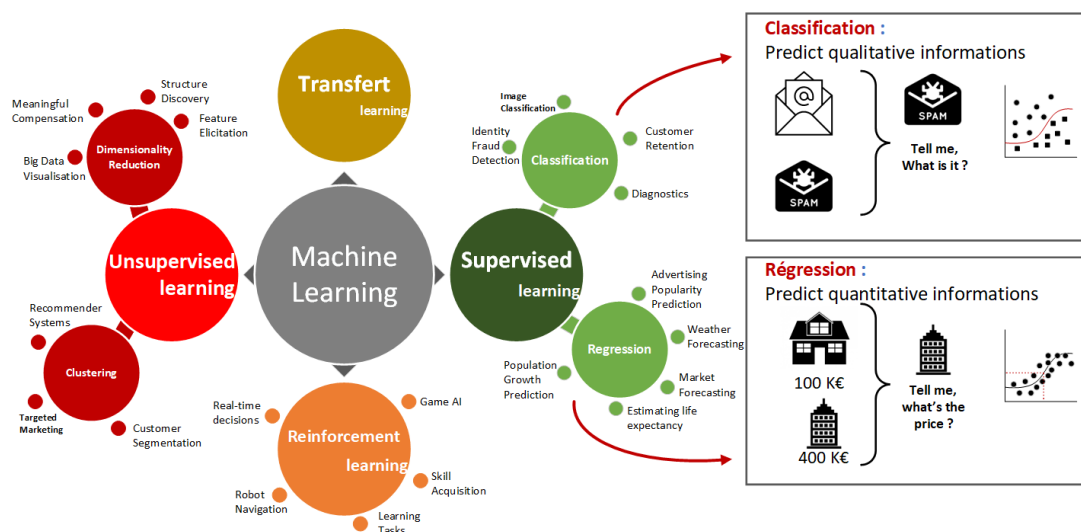 Transfert
learning
Structure
Discovery
Meaningful
Compensation
Feature
Elicitation
Dimensionality
Reduction
Big Data
Visualisation
Unsupervised
learning
Recommender
Systems
Clustering
Targeted
Marketing
Customer
Segmentation
Machine
Learning
Real-time
decisions
Game AI
Reinforcement
learning
Skill
Acquisition
Robot
Navigation
Learning
Tasks
Supervised
learning
Image
Classification
Identity
Fraud
Detection
Classification
Customer
Retention
Diagnostics
Advertising
Popularity
Prediction
Weather
Forecasting
Regression
Population
Growth
Prediction
Market
Forecasting
Estimating life
expectancy
Classification :
Predict qualitative informations
@
SPAM
SPAM
Tell me,
What is it ?
Régression :
Predict quantitative informations
100 K€
400 K€
Tell me,
what's the
price ?